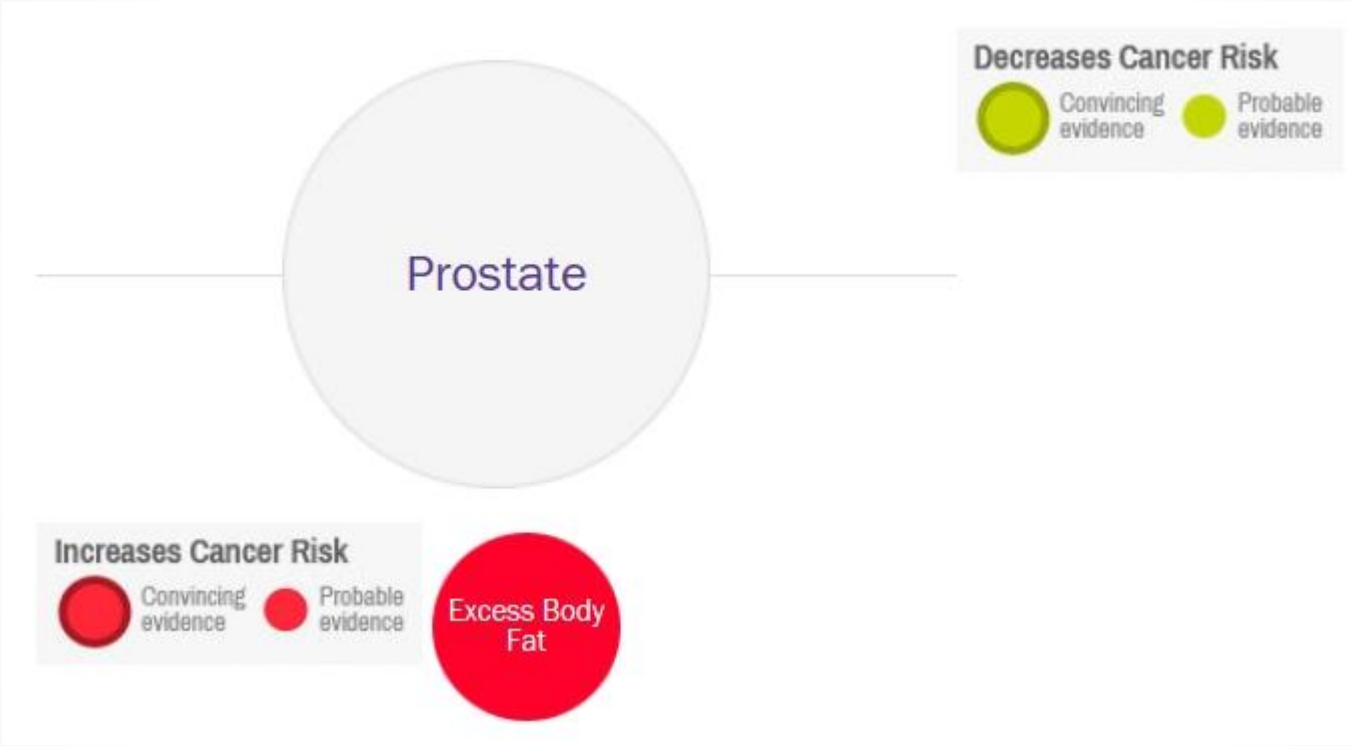 Decreases Cancer Risk
Convincing
evidence
Probable
evidence
Prostate
Increases Cancer Risk
Convincing
evidence
Probable
evidence
Excess Body
Fat